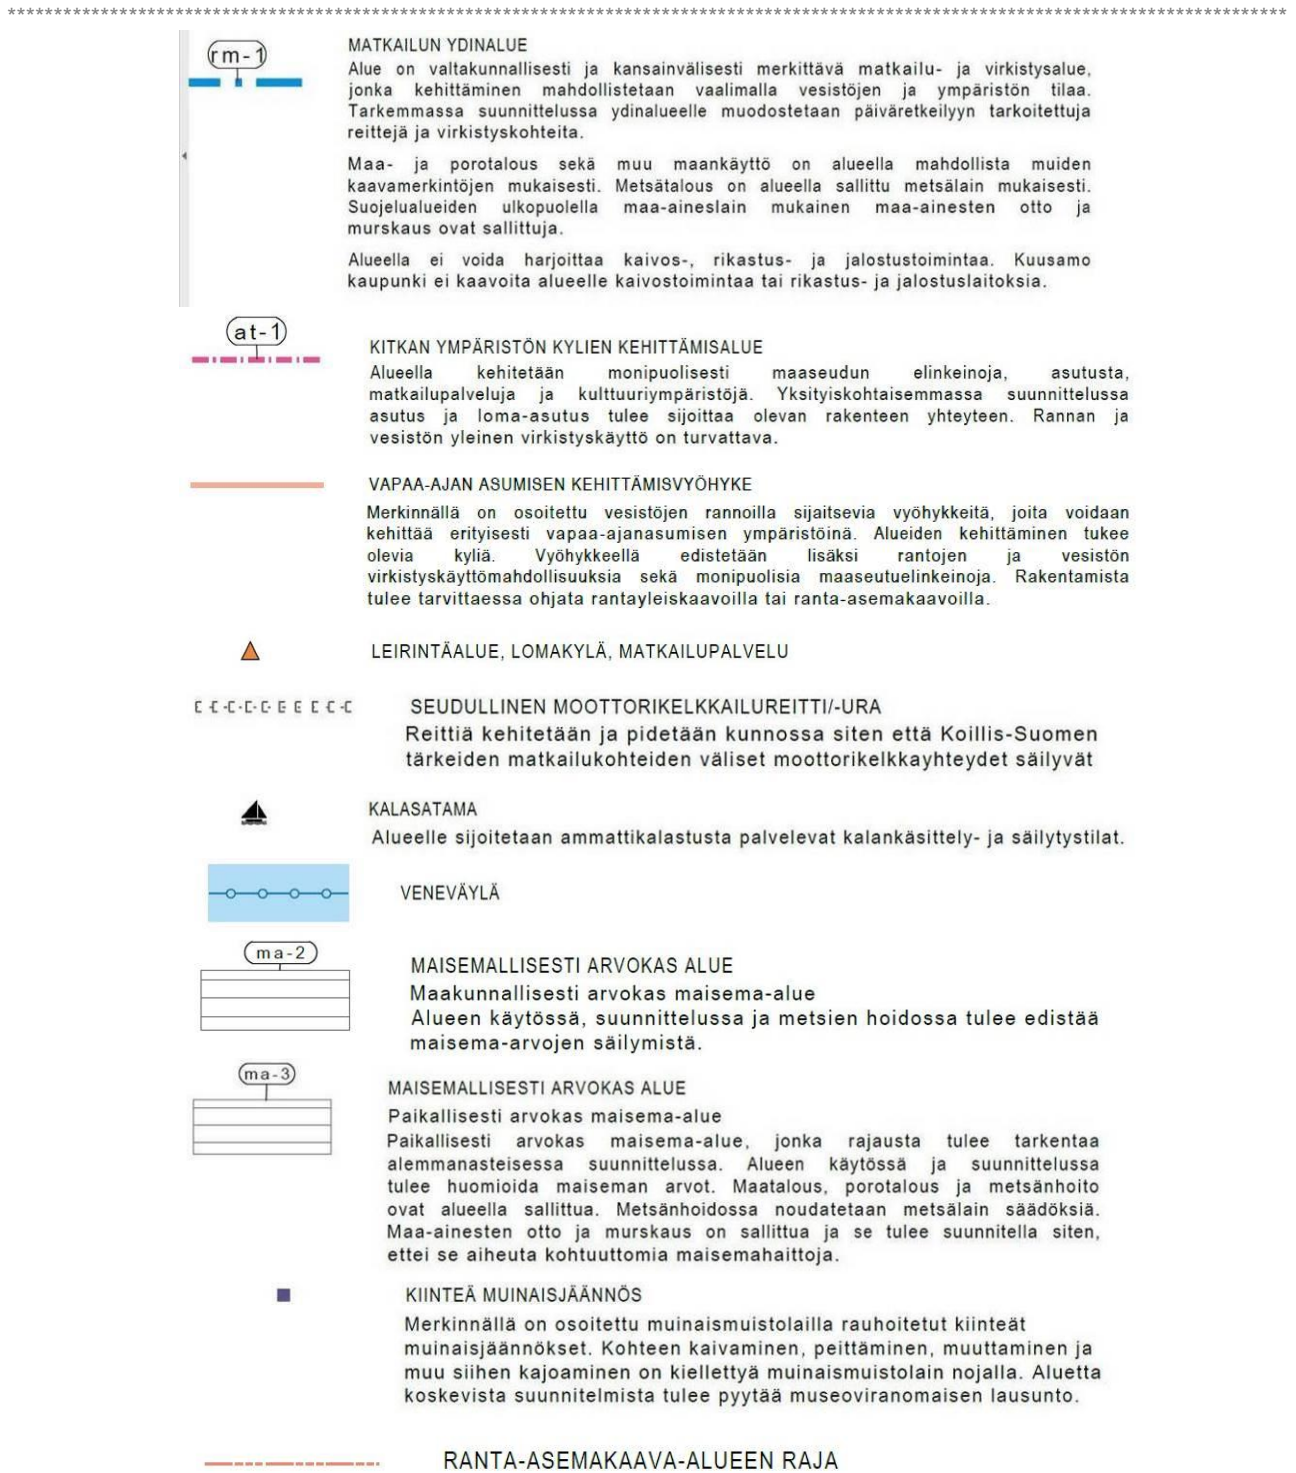 ********************************************************************************************************************
rm-1
MATKAILUN YDINALUE
Alue on valtakunnallisesti ja kansainvälisesti merkittävä matkailu- ja virkistysalue,
jonka kehittäminen mahdollistetaan vaalimalla vesistöjen ja ympäristön tilaa.
Tarkemmassa suunnittelussa ydinalueelle muodostetaan päiväretkeilyyn tarkoitettuja
reittejä ja virkistyskohteita.
Maa- ja porotalous sekä muu maankäyttö on alueella mahdollista muiden
kaavamerkintöjen mukaisesti. Metsätalous on alueella sallittu metsälain mukaisesti.
Suojelualueiden ulkopuolella maa-aineslain mukainen maa-ainesten otto ja
murskaus ovat sallittuja.
Alueella ei voida harjoittaa kaivos-, rikastus- ja jalostustoimintaa. Kuusamo
kaupunki ei kaavoita alueelle kaivostoimintaa tai rikastus- ja jalostuslaitoksia.
at-1
KITKAN YMPÄRISTÖN KYLIEN KEHITTÄMISALUE
Alueella kehitetään monipuolisesti maaseudun elinkeinoja, asutusta,
matkailupalveluja ja kulttuuriympäristöjä. Yksityiskohtaisemmassa suunnittelussa
asutus ja loma-asutus tulee sijoittaa olevan rakenteen yhteyteen. Rannan ja
vesistön yleinen virkistyskäyttö on turvattava.
VAPAA-AJAN ASUMISEN KEHITTÄMISVYÖHYKE
Merkinnällä on osoitettu vesistöjen rannoilla sijaitsevia vyöhykkeitä, joita voidaan
kehittää erityisesti vapaa-ajanasumisen ympäristöinä. Alueiden kehittäminen tukee
olevia kyliä. Vyöhykkeellä edistetään lisäksi rantojen ja vesistön
virkistyskäyttömahdollisuuksia sekä monipuolisia maaseutuelinkeinoja. Rakentamista
tulee tarvittaessa ohjata rantayleiskaavoilla tai ranta-asemakaavoilla.
LEIRINTÄALUE, LOMAKYLÄ, MATKAILUPALVELU
SEUDULLINEN MOOTTORIKELKKAILUREITTI/-URA
Reittiä kehitetään ja pidetään kunnossa siten että Koillis-Suomen
tärkeiden matkailukohteiden väliset moottorikelkkayhteydet säilyvät
KALASATAMA
Alueelle sijoitetaan ammattikalastusta palvelevat kalankäsittely- ja säilytystilat.
VENEVÄYLÄ
ma-2
MAISEMALLISESTI ARVOKAS ALUE
Maakunnallisesti arvokas maisema-alue
Alueen käytössä, suunnittelussa ja metsien hoidossa tulee edistää
maisema-arvojen säilymistä.
ma-3
MAISEMALLISESTI ARVOKAS ALUE
Paikallisesti arvokas maisema-alue
Paikallisesti arvokas maisema-alue, jonka rajausta tulee tarkentaa
alemmanasteisessa suunnittelussa. Alueen käytössä ja suunnittelussa
tulee huomioida maiseman arvot. Maatalous, porotalous ja metsänhoito
ovat alueella sallittua. Metsänhoidossa noudatetaan metsälain säädöksiä.
Maa-ainesten otto ja murskaus on sallittua ja se tulee suunnitella siten,
ettei se aiheuta kohtuuttomia maisemahaittoja.
KIINTEÄ MUINAISJÄÄNNÖS
Merkinnällä on osoitettu muinaismuistolailla rauhoitetut kiinteät
muinaisjäännökset. Kohteen kaivaminen, peittäminen, muuttaminen ja
muu siihen kajoaminen on kiellettyä muinaismuistolain nojalla. Aluetta
koskevista suunnitelmista tulee pyytää museoviranomaisen lausunto.
RANTA-ASEMAKAAVA-ALUEEN RAJA